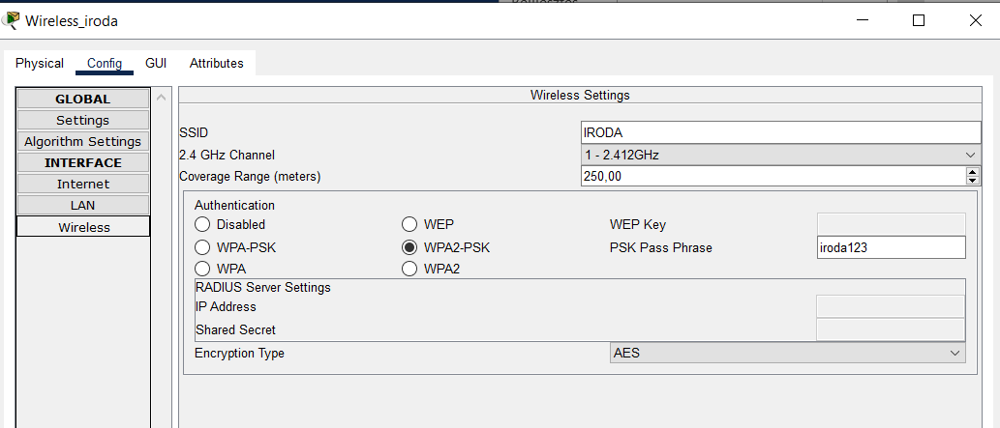 Wireless_iroda
Physical Config GUI Attributes
GLOBAL
Settings
Algorithm Settings
INTERFACE
Internet
LAN
Wireless
Wireless Settings
SSID IRODA
2.4 GHz Channel 1 - 2.412GHz
Coverage Range (meters) 250,00
Authentication
Disabled WEP WEP Key
WPA-PSK WPA2-PSK PSK Pass Phrase iroda123
WPA WPA2
RADIUS Server Settings
IP Address
Shared Secret
Encryption Type AES